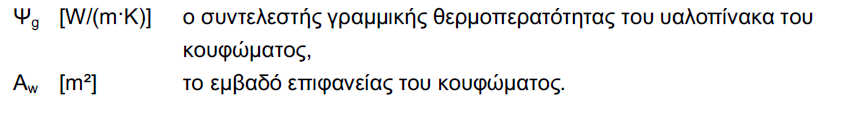 Ψg [W/(m·K)] ο συντελεστής γραμμικής θερμοπερατότητας του υαλοπίνακα του
κουφώματος,
Aw [m²] το εμβαδό επιφανείας του κουφώματος.